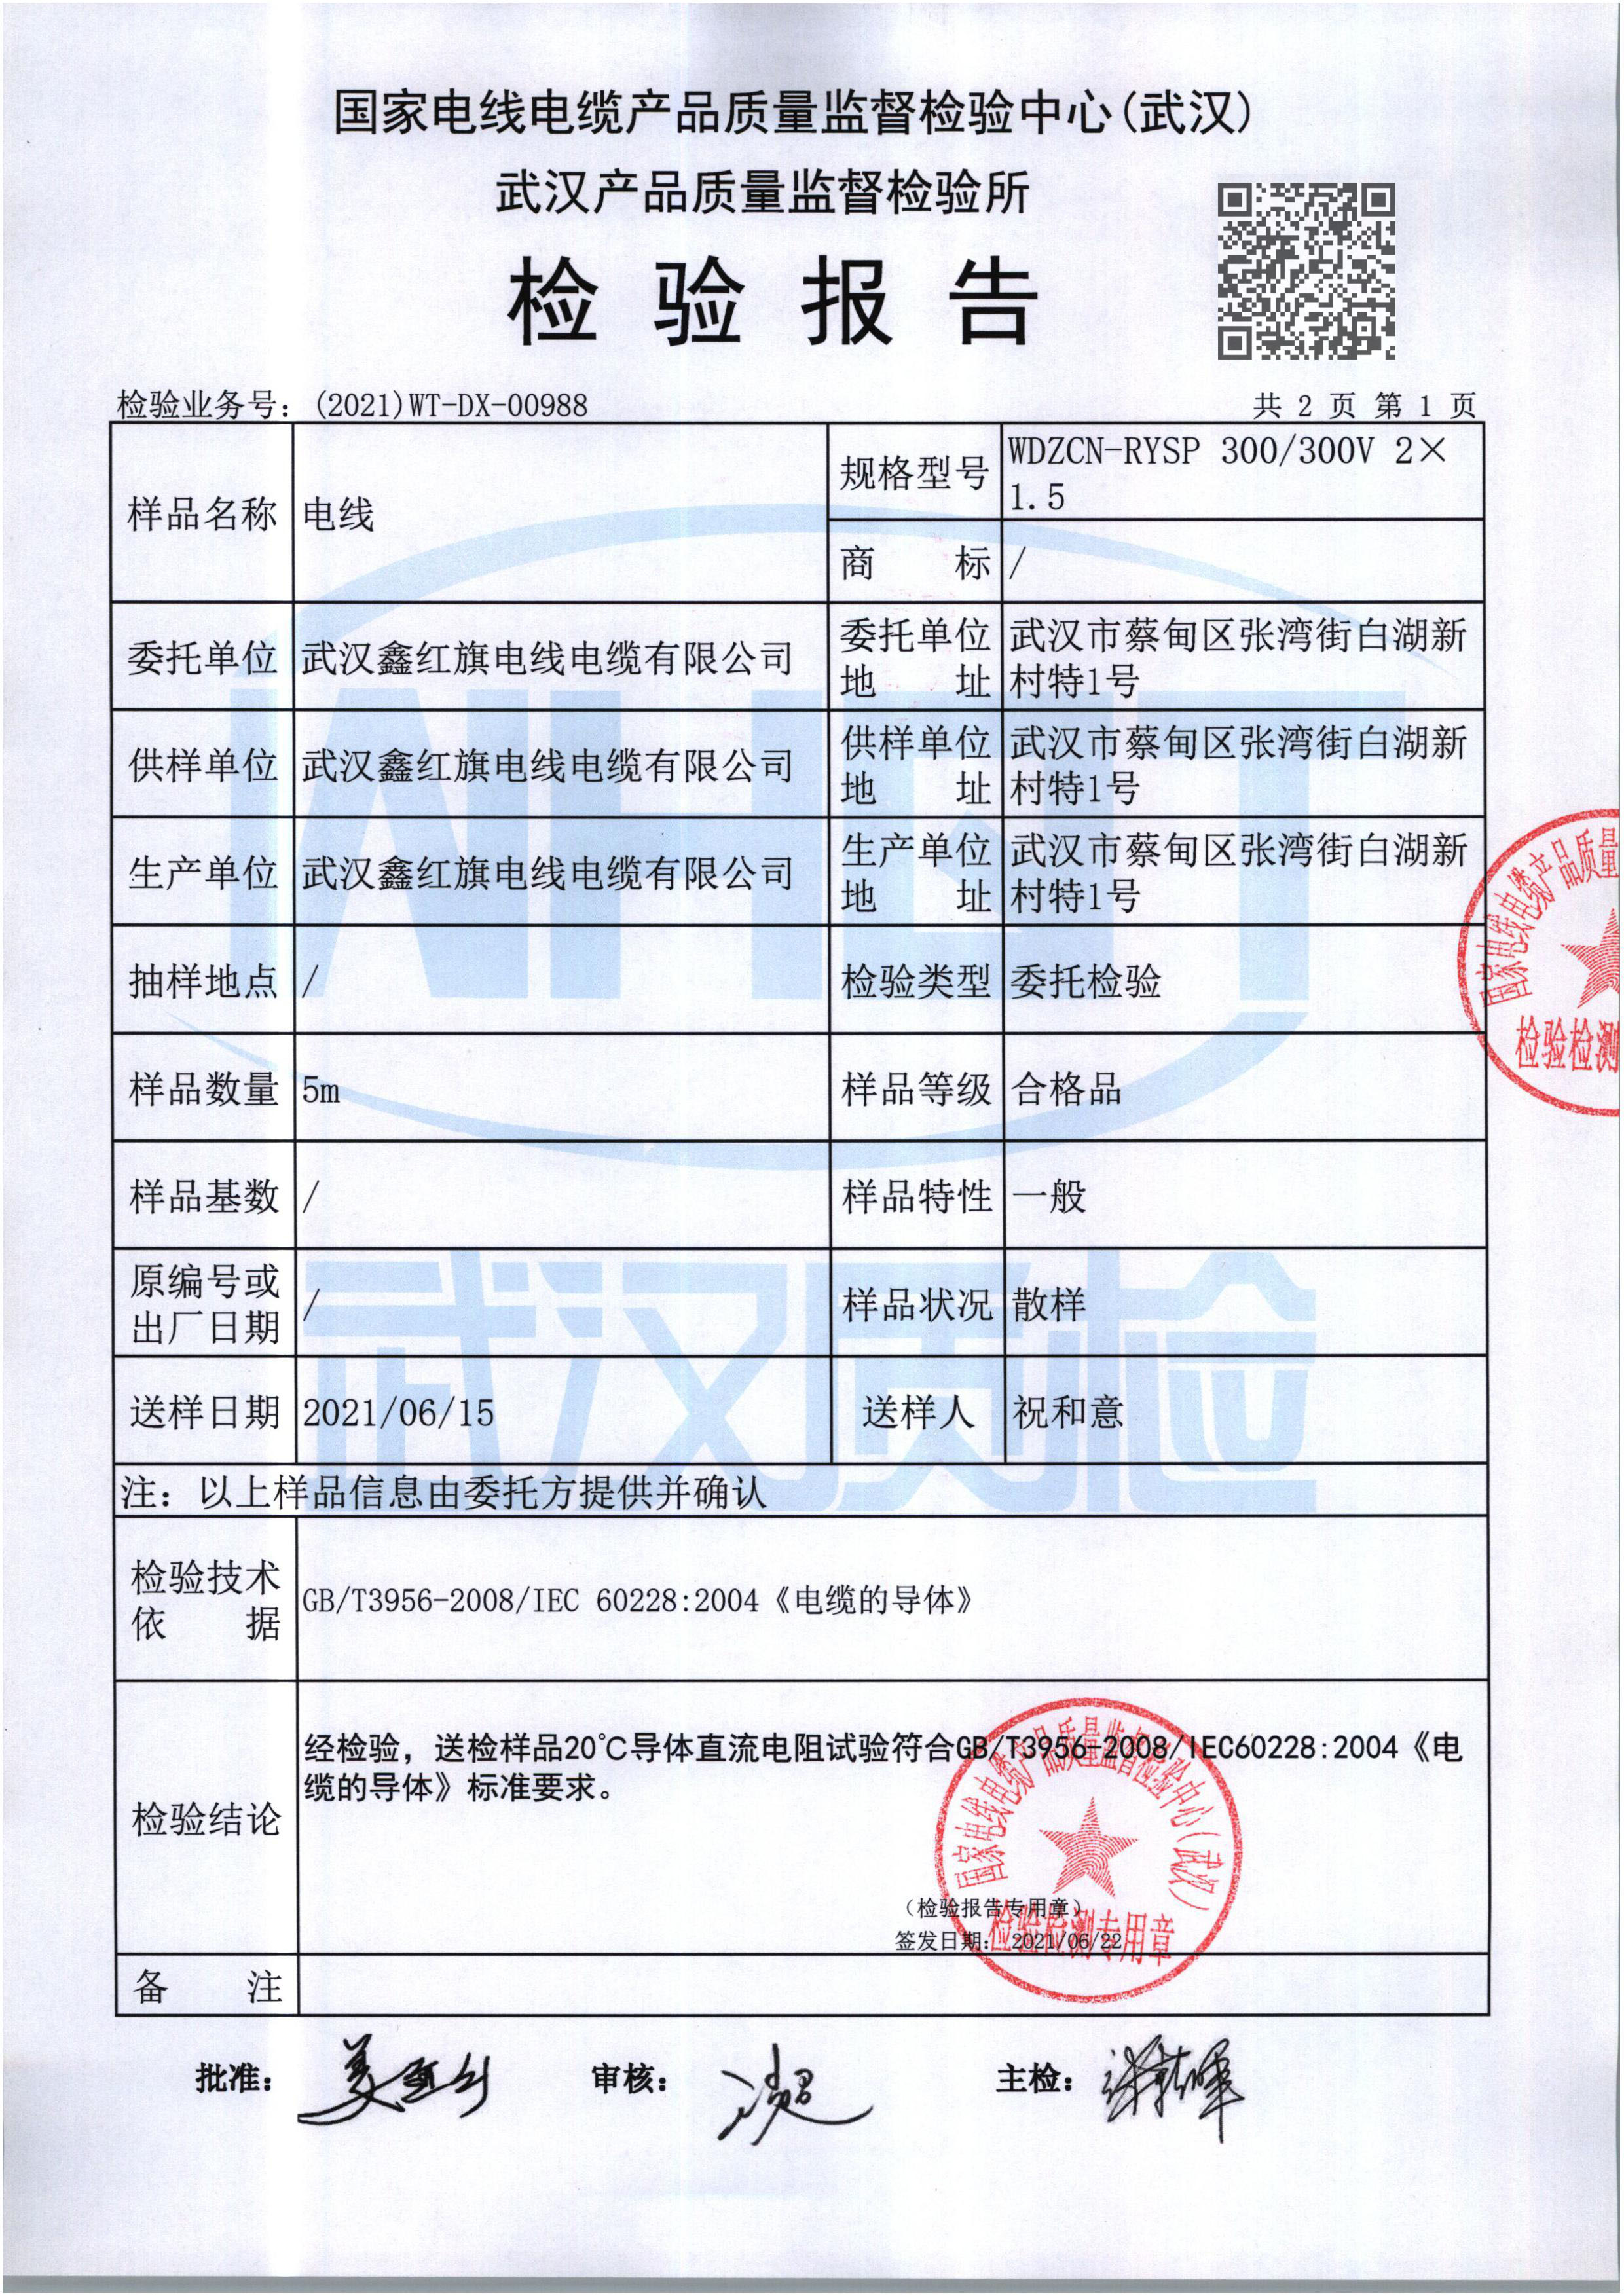 国家电线电缆产品质量监督检验中心(武汉)
武汉产品质量监督检验所
检验报告
检验业务号：(2021)WT-DX-00988
共 2 页 第 1 页
样品名称 电线
规格型号 WDZCN-RYSP 300/300V 2×
1.5
商 标 /
委托单位 武汉鑫红旗电线电缆有限公司
委托单位 武汉市蔡甸区张湾街白湖新
地 址 村特1号
供样单位 武汉鑫红旗电线电缆有限公司
供样单位 武汉市蔡甸区张湾街白湖新
地 址 村特1号
生产单位 武汉鑫红旗电线电缆有限公司
生产单位 武汉市蔡甸区张湾街白湖新
地 址 村特1号
抽样地点 / 检验类型 委托检验
样品数量 5m 样品等级 合格品
样品基数 / 样品特性 一般
原编号或
出厂日期 / 样品状况 散样
送样日期 2021/06/15 送样人 祝和意
注：以上样品信息由委托方提供并确认
检验技术
依 据 GB/T3956-2008/IEC 60228:2004《电缆的导体》
检验结论
经检验，送检样品20℃导体直流电阻试验符合GB/T3956-2008/IEC60228:2004《电
缆的导体》标准要求。
（检验报告专用章）
签发日期：2021/06/22
国家电线电缆产品质量监督检验中心(武汉)
检验检测专用章
备 注
批准：
审核：
主检：
国家电线电缆产品质量
检验检测
WHQT
武汉质检